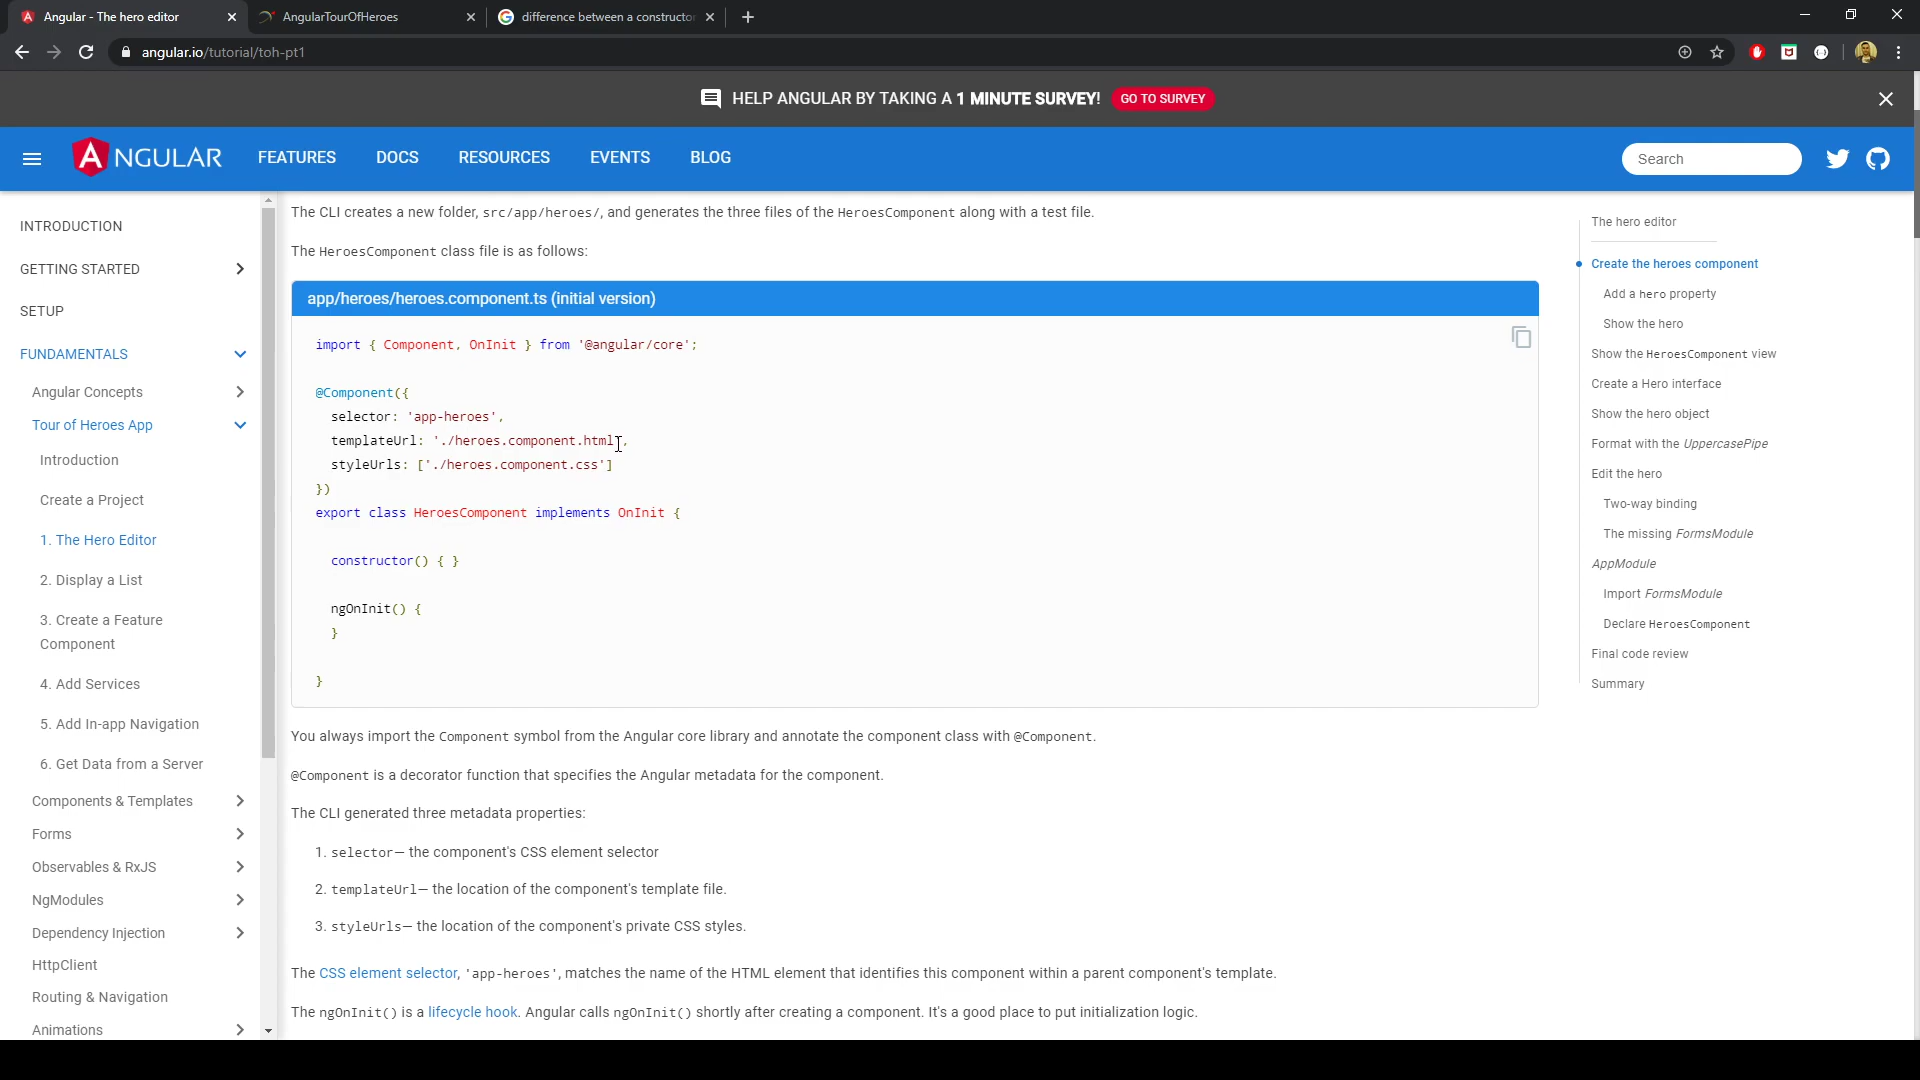 Angular - The hero editor
AngularTourOfHeroes
difference between a constructor
angular.io/tutorial/toh-pt1
HELP ANGULAR BY TAKING A 1 MINUTE SURVEY! GO TO SURVEY
ANGULAR
FEATURES
DOCS
RESOURCES
EVENTS
BLOG
Search
INTRODUCTION
GETTING STARTED
SETUP
FUNDAMENTALS
Angular Concepts
Tour of Heroes App
Introduction
Create a Project
1. The Hero Editor
2. Display a List
3. Create a Feature
Component
4. Add Services
5. Add In-app Navigation
6. Get Data from a Server
Components & Templates
Forms
Observables & RxJS
NgModules
Dependency Injection
HttpClient
Routing & Navigation
Animations
The CLI creates a new folder, src/app/heroes/, and generates the three files of the HeroesComponent along with a test file.
The HeroesComponent class file is as follows:
app/heroes/heroes.component.ts (initial version)
import { Component, OnInit } from '@angular/core';
@Component({
selector: 'app-heroes',
templateUrl: './heroes.component.html',
styleUrls: ['./heroes.component.css']
})
export class HeroesComponent implements OnInit {
constructor() { }
ngOnInit() {
}
}
You always import the Component symbol from the Angular core library and annotate the component class with @Component.
@Component is a decorator function that specifies the Angular metadata for the component.
The CLI generated three metadata properties:
1. selector— the component's CSS element selector
2. templateUrl— the location of the component's template file.
3. styleUrls— the location of the component's private CSS styles.
The CSS element selector, 'app-heroes', matches the name of the HTML element that identifies this component within a parent component's template.
The ngOnInit() is a lifecycle hook. Angular calls ngOnInit() shortly after creating a component. It's a good place to put initialization logic.
The hero editor
Create the heroes component
Add a hero property
Show the hero
Show the HeroesComponent view
Create a Hero interface
Show the hero object
Format with the UppercasePipe
Edit the hero
Two-way binding
The missing FormsModule
AppModule
Import FormsModule
Declare HeroesComponent
Final code review
Summary